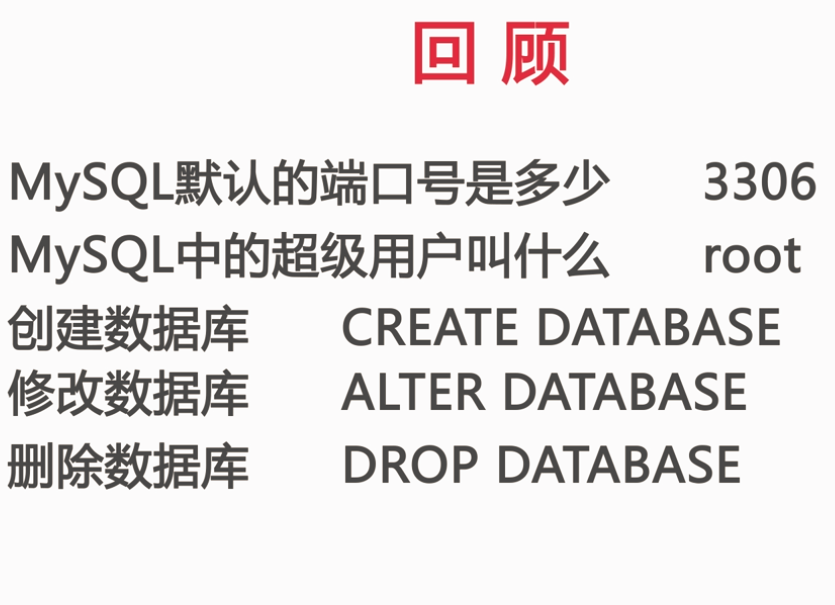 回 顾
MySQL默认的端口号是多少 3306
MySQL中的超级用户叫什么 root
创建数据库 CREATE DATABASE
修改数据库 ALTER DATABASE
删除数据库 DROP DATABASE